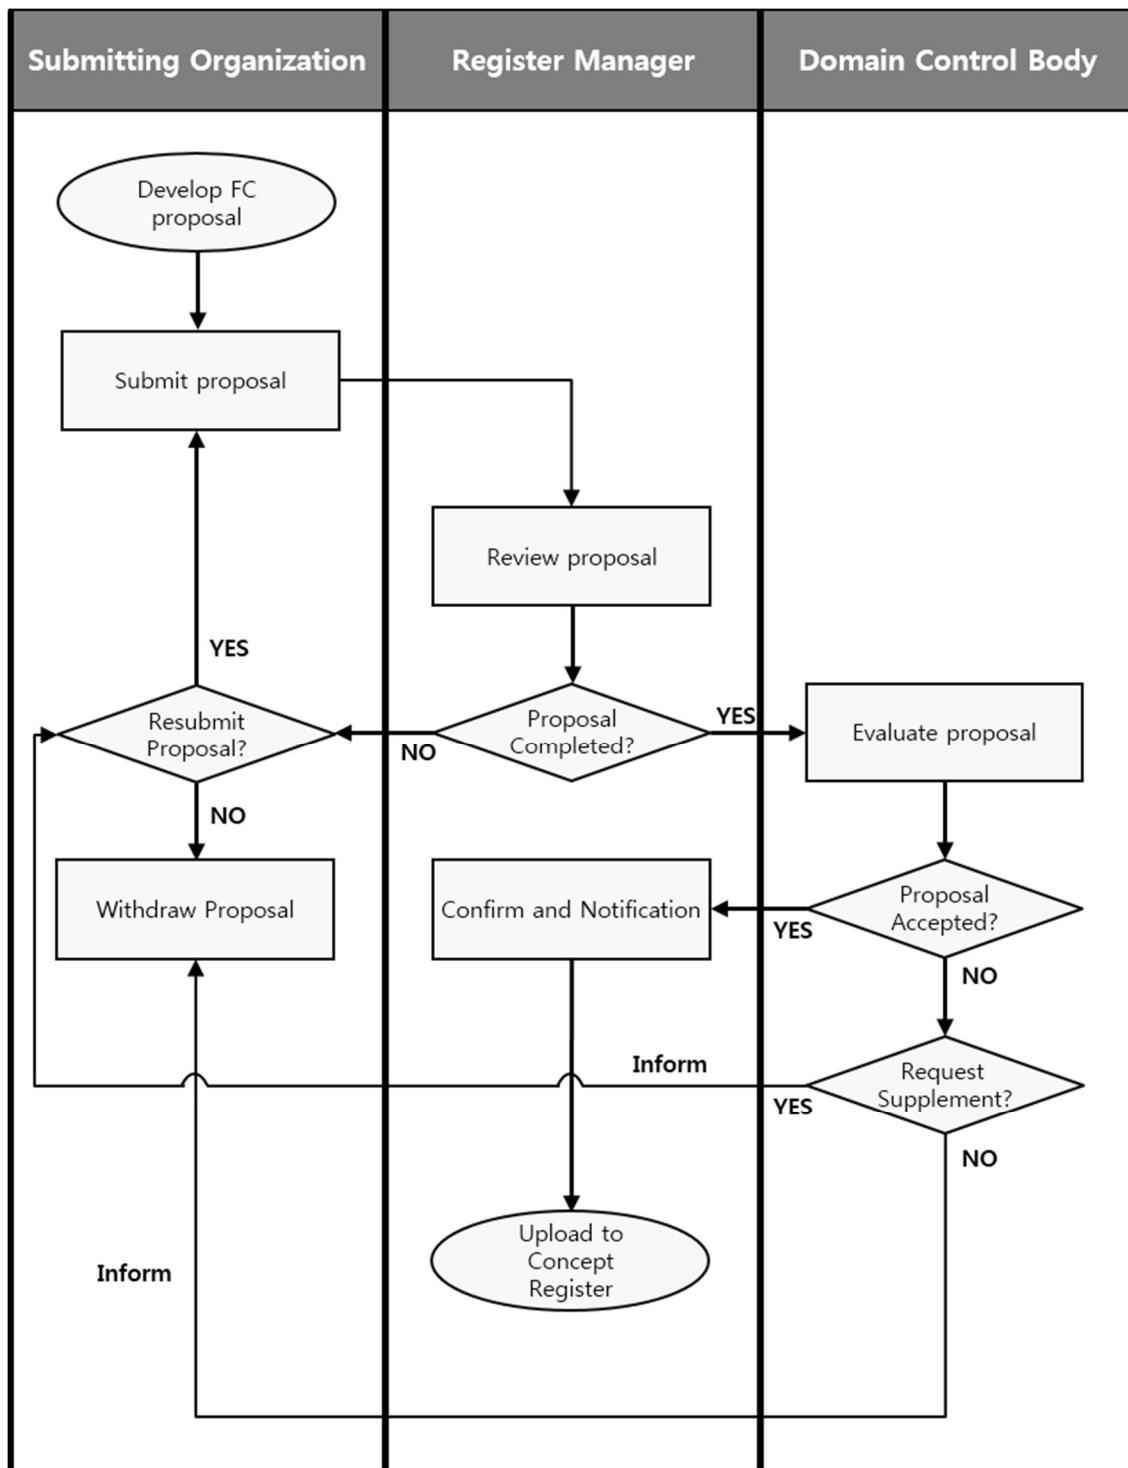 Submitting Organization
Register Manager
Domain Control Body
Develop FC
proposal
Submit proposal
Review proposal
YES
Resubmit
Proposal?
NO
Proposal
Completed?
YES
Evaluate proposal
NO
Withdraw Proposal
Confirm and Notification
YES
Proposal
Accepted?
NO
Inform
Request
Supplement?
YES
NO
Upload to
Concept
Register
Inform